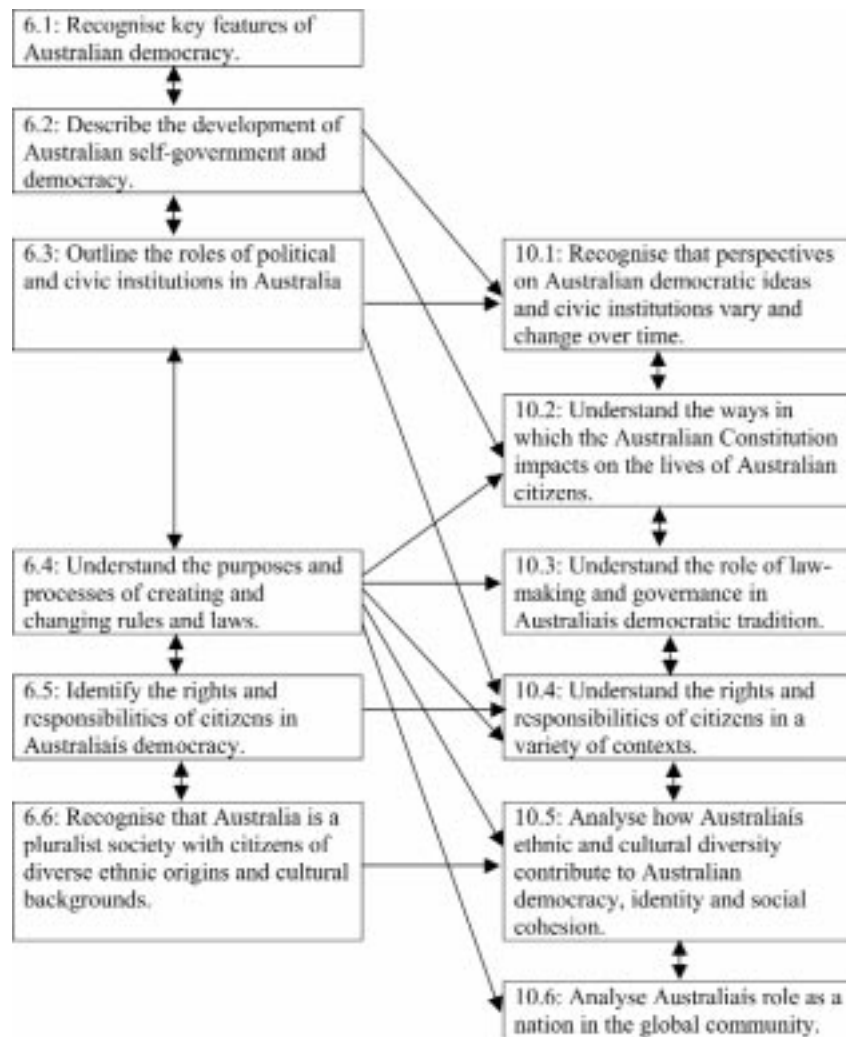 6.1: Recognise key features of
Australian democracy.
6.2: Describe the development of
Australian self-government and
democracy.
6.3: Outline the roles of political
and civic institutions in Australia
6.4: Understand the purposes and
processes of creating and
changing rules and laws.
6.5: Identify the rights and
responsibilities of citizens in
Australiaís democracy.
6.6: Recognise that Australia is a
pluralist society with citizens of
diverse ethnic origins and cultural
backgrounds.
10.1: Recognise that perspectives
on Australian democratic ideas
and civic institutions vary and
change over time.
10.2: Understand the ways in
which the Australian Constitution
impacts on the lives of Australian
citizens.
10.3: Understand the role of law-
making and governance in
Australiaís democratic tradition.
10.4: Understand the rights and
responsibilities of citizens in a
variety of contexts.
10.5: Analyse how Australiaís
ethnic and cultural diversity
contribute to Australian
democracy, identity and social
cohesion.
10.6: Analyse Australiaís role as a
nation in the global community.